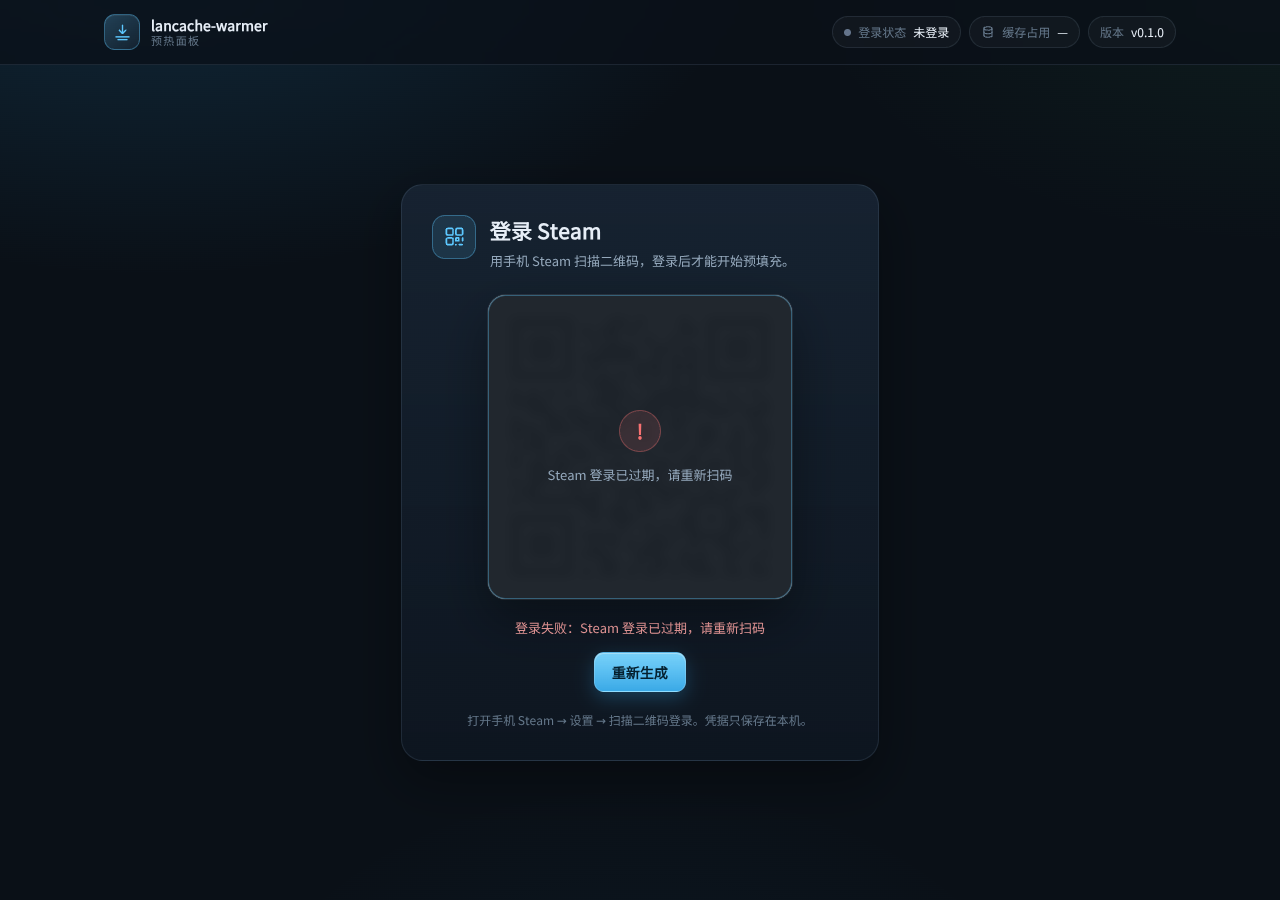 lancache-warmer
预热面板
登录状态 未登录
缓存占用 —
版本 v0.1.0
登录 Steam
用手机 Steam 扫描二维码，登录后才能开始预填充。
!
Steam 登录已过期，请重新扫码
登录失败：Steam 登录已过期，请重新扫码
重新生成
打开手机 Steam → 设置 → 扫描二维码登录。凭据只保存在本机。